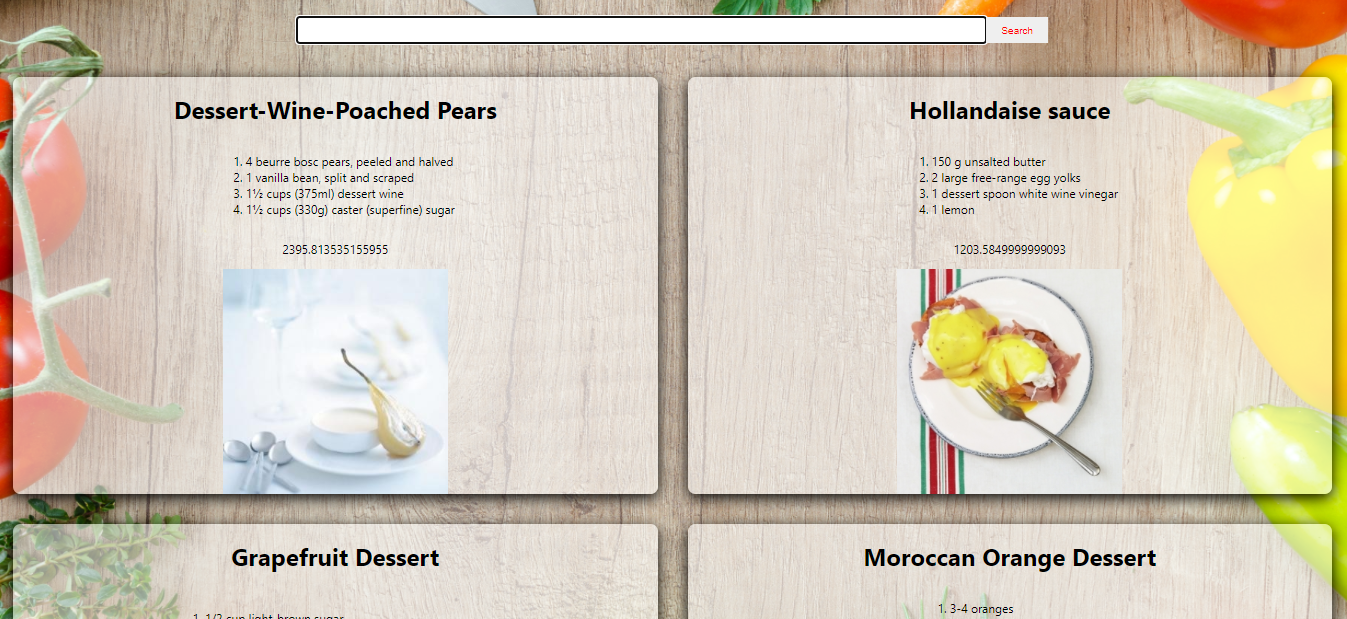 Search
Dessert-Wine-Poached Pears
1. 4 beurre bosc pears, peeled and halved
2. 1 vanilla bean, split and scraped
3. 1½ cups (375ml) dessert wine
4. 1½ cups (330g) caster (superfine) sugar
2395.813535155955
Hollandaise sauce
1. 150 g unsalted butter
2. 2 large free-range egg yolks
3. 1 dessert spoon white wine vinegar
4. 1 lemon
1203.5849999999093
Grapefruit Dessert
1. 1/2 cup light-brown sugar
Moroccan Orange Dessert
1. 3-4 oranges